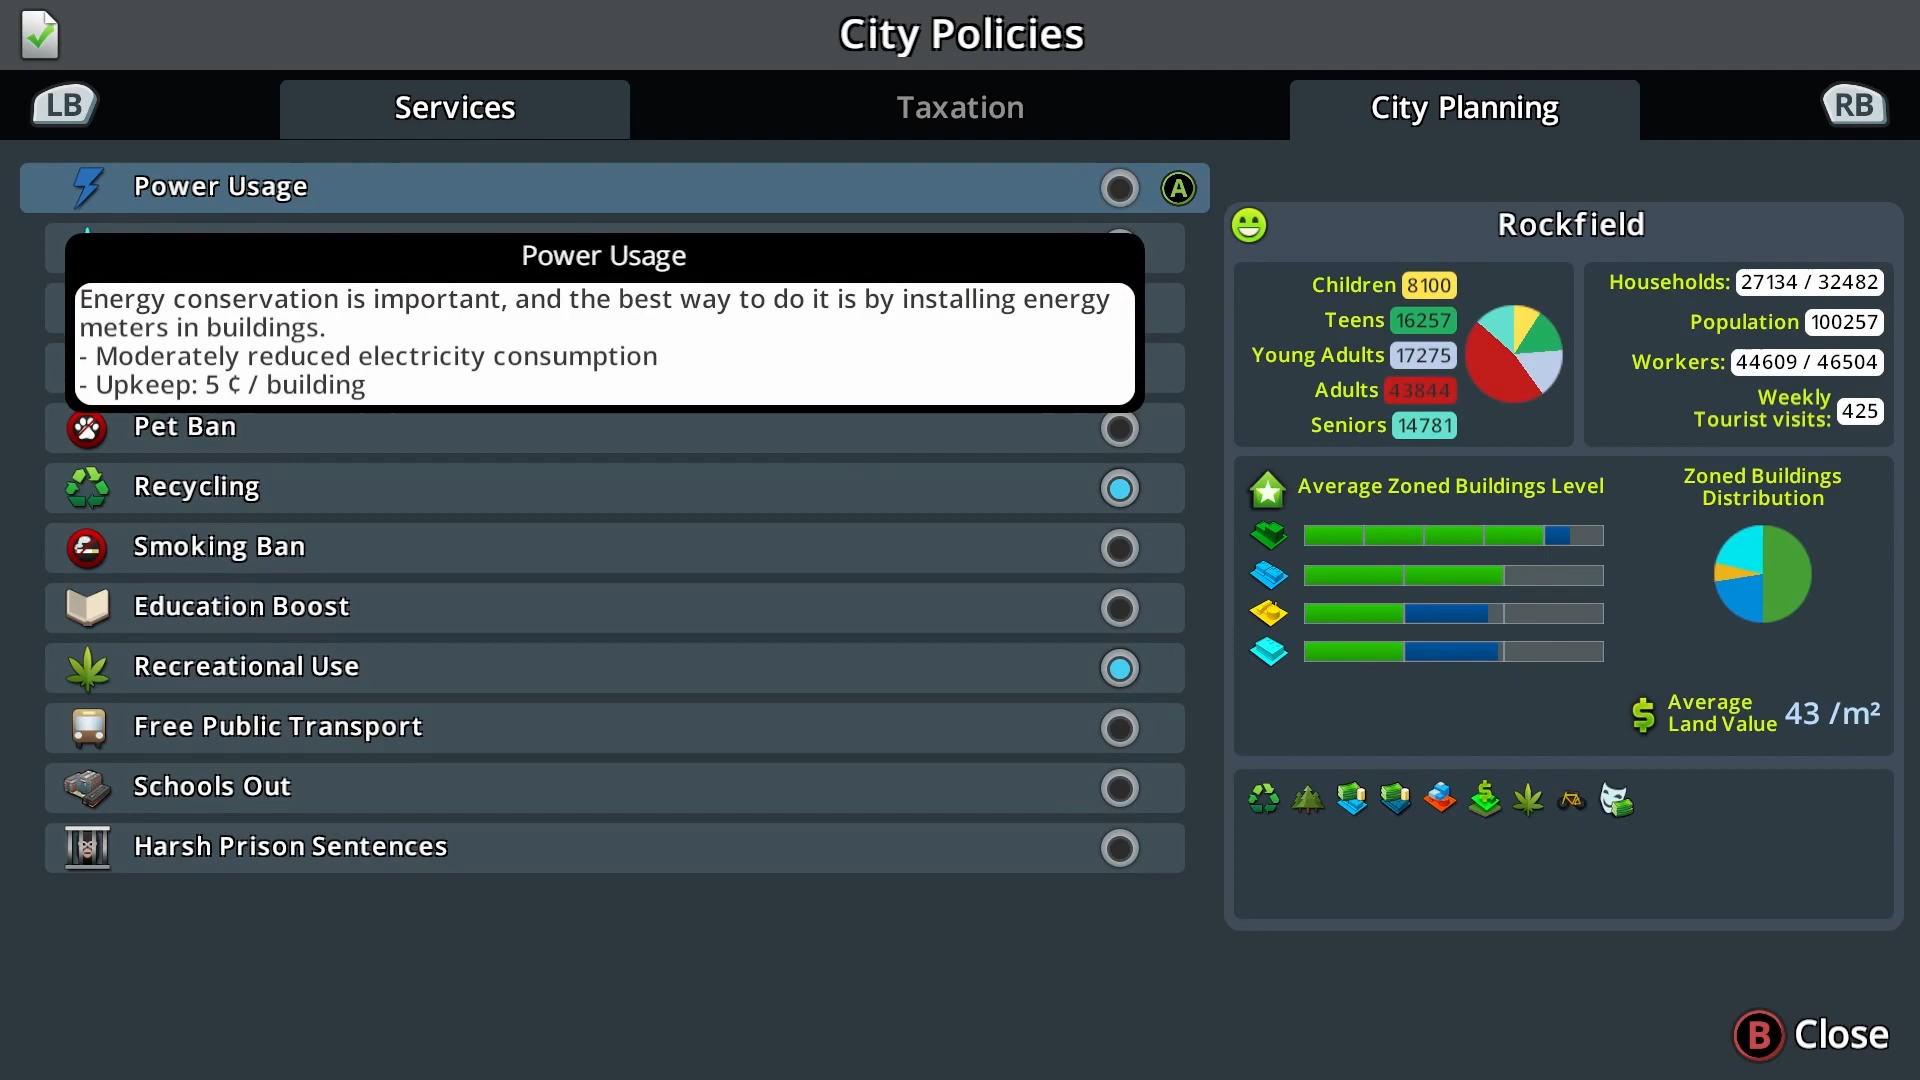 City Policies
LB
Services
Taxation
City Planning
RB
Power Usage
A
Power Usage
Energy conservation is important, and the best way to do it is by installing energy
meters in buildings.
- Moderately reduced electricity consumption
- Upkeep: 5 ₵ / building
Pet Ban
Recycling
Smoking Ban
Education Boost
Recreational Use
Free Public Transport
Schools Out
Harsh Prison Sentences
Rockfield
Children 8100
Teens 16257
Young Adults 17275
Adults 43844
Seniors 14781
Households: 27134 / 32482
Population 100257
Workers: 44609 / 46504
Weekly
Tourist visits: 425
Average Zoned Buildings Level
Zoned Buildings
Distribution
Average
Land Value 43 /m²
B Close